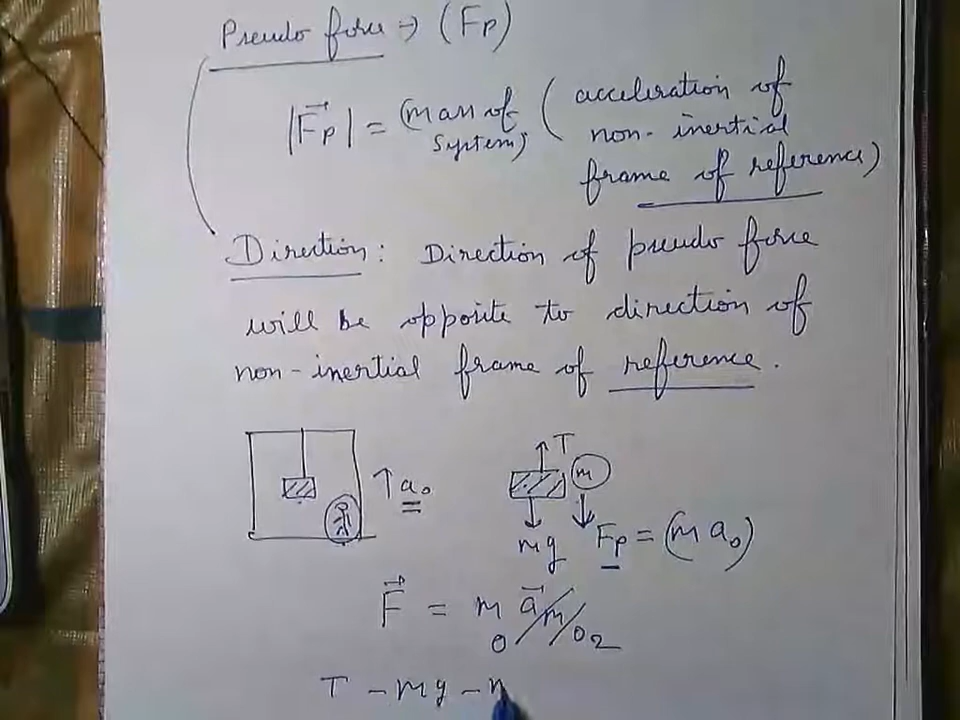 Pseudo force → (Fp)
|F⃗p| = (mass of system) (acceleration of non-inertial frame of reference)
Direction : Direction of pseudo force
will be opposite to direction of
non-inertial frame of reference.
↑ a₀
↑ T
m
mg Fp = (m a₀)
F⃗ = m a⃗ m/O₂
O
T - mg - m